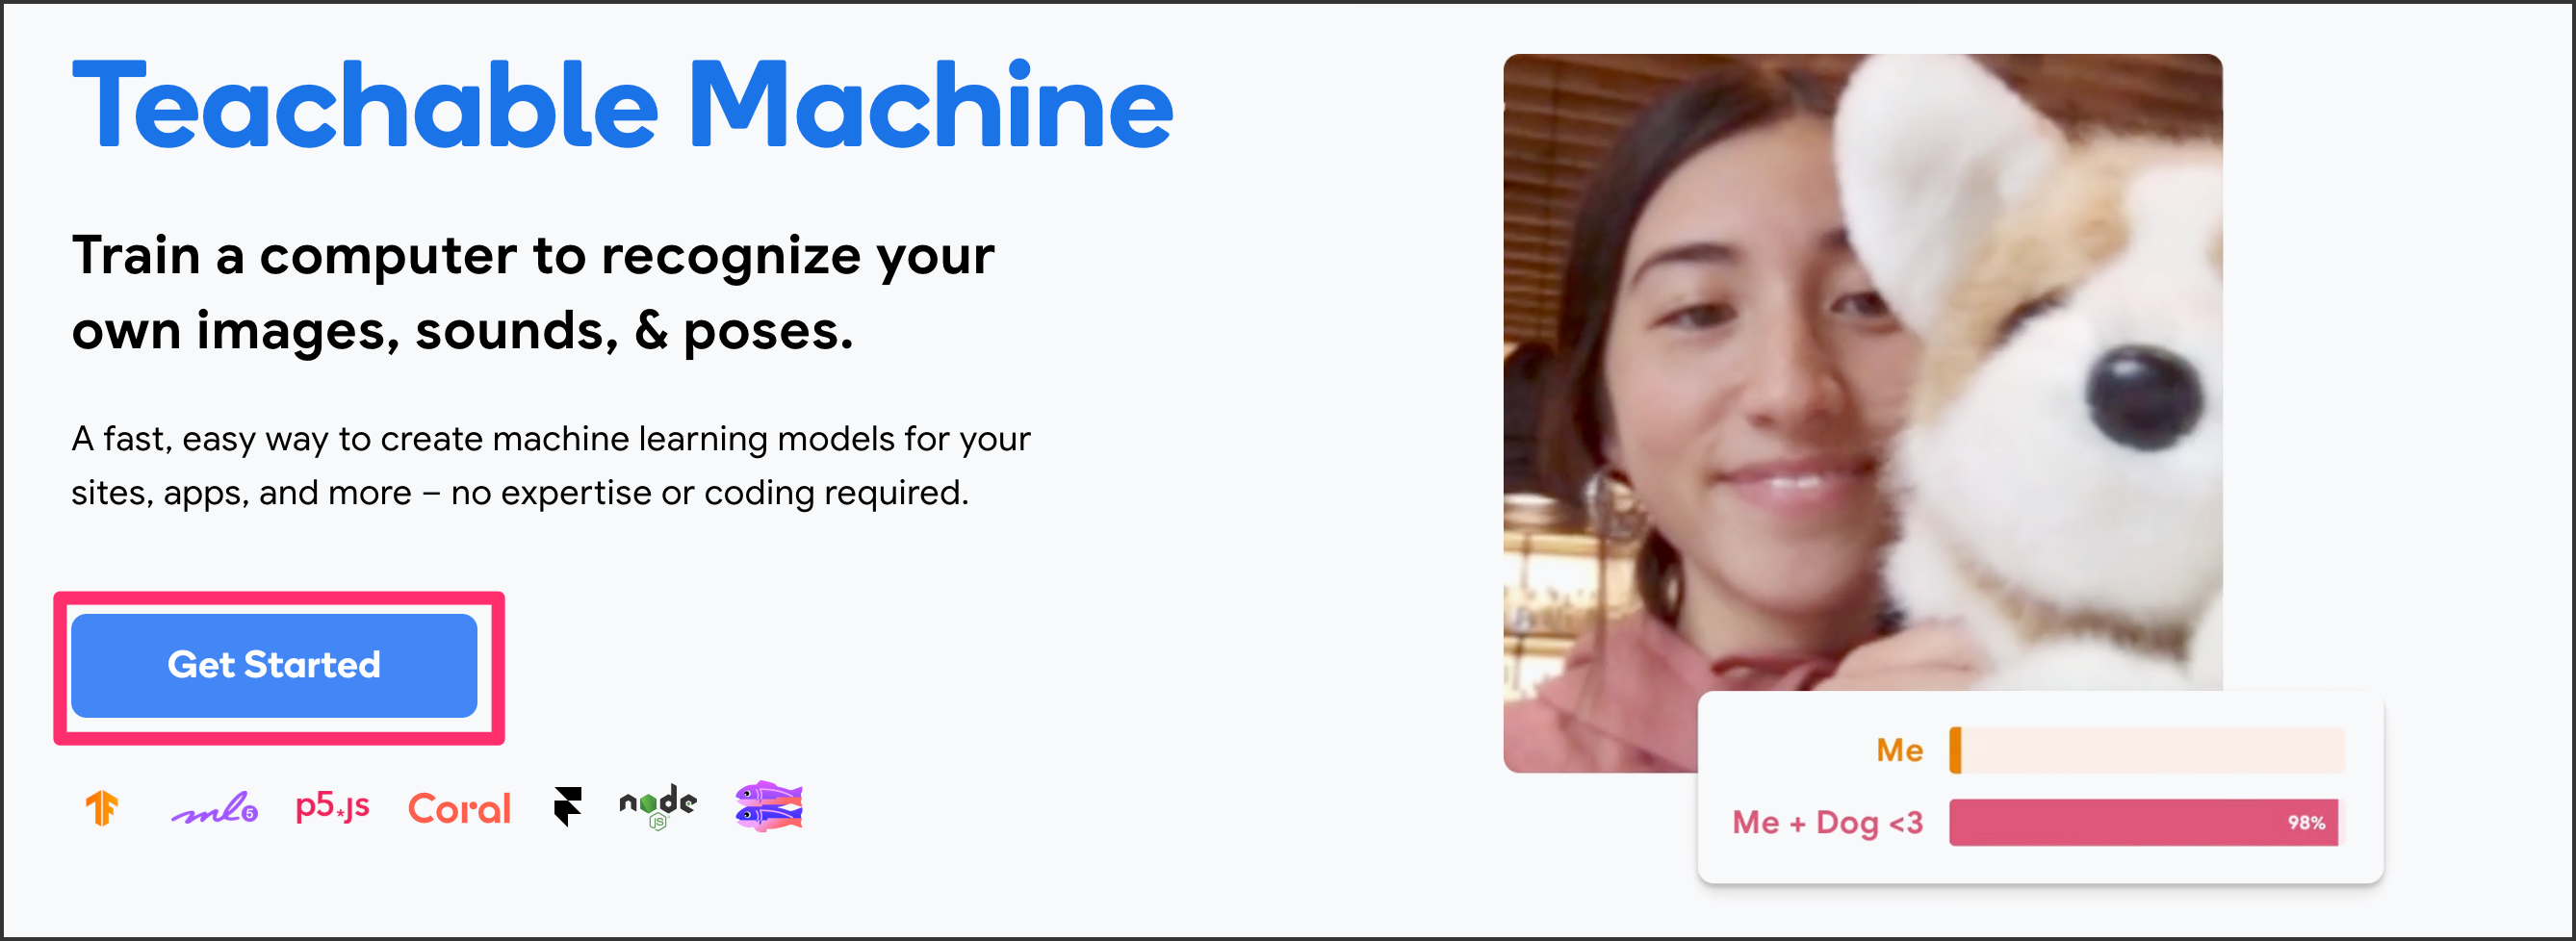 Teachable Machine
Train a computer to recognize your
own images, sounds, & poses.
A fast, easy way to create machine learning models for your
sites, apps, and more – no expertise or coding required.
Get Started
ml5
p5*js
Coral
node
JS
Me
Me + Dog <3
98%